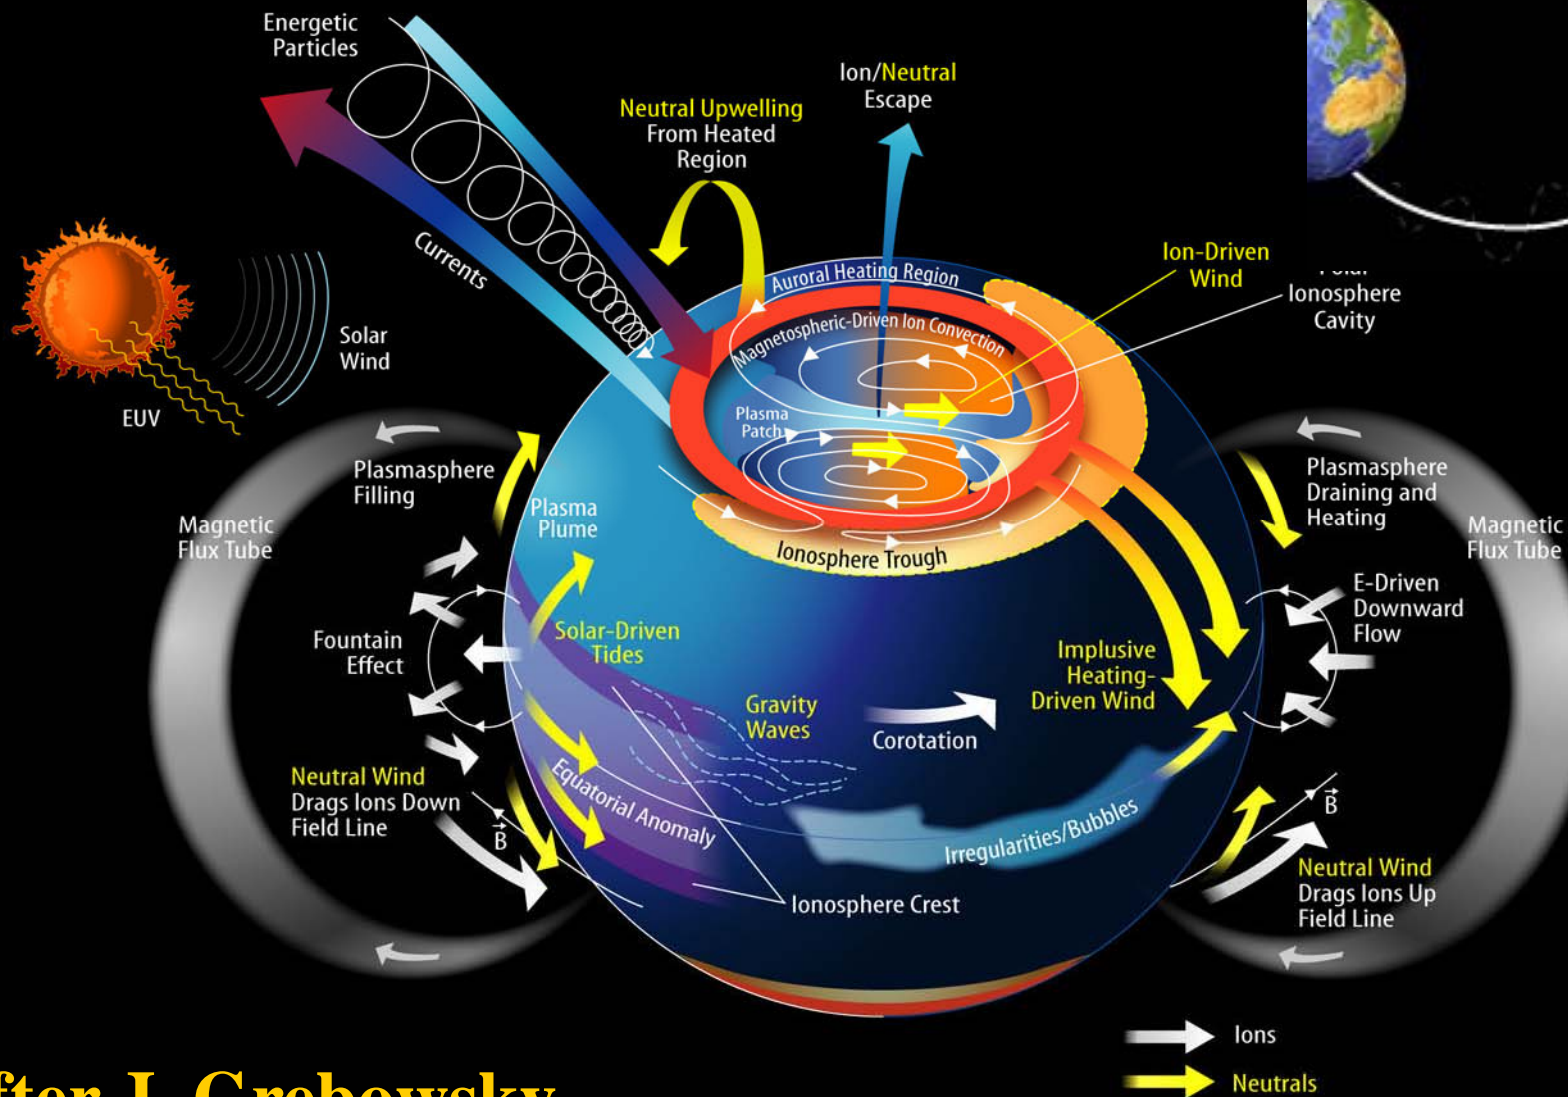 Energetic
Particles
Ion/Neutral
Escape
Neutral Upwelling
From Heated
Region
Currents
Solar
Wind
EUV
Auroral Heating Region
Ion-Driven
Wind
Ionosphere
Cavity
Magnetospheric-Driven Ion Convection
Plasma
Patch
Plasmasphere
Filling
Plasma
Plume
Magnetic
Flux Tube
Ionosphere Trough
Plasmasphere
Draining and
Heating
Magnetic
Flux Tube
E-Driven
Downward
Flow
Fountain
Effect
Solar-Driven
Tides
Implusive
Heating-
Driven Wind
Gravity
Waves
Corotation
Neutral Wind
Drags Ions Down
Field Line
B
Equatorial Anomaly
Irregularities/Bubbles
B
Neutral Wind
Drags Ions Up
Field Line
Ionosphere Crest
Ions
Neutrals
J. Grebowsky